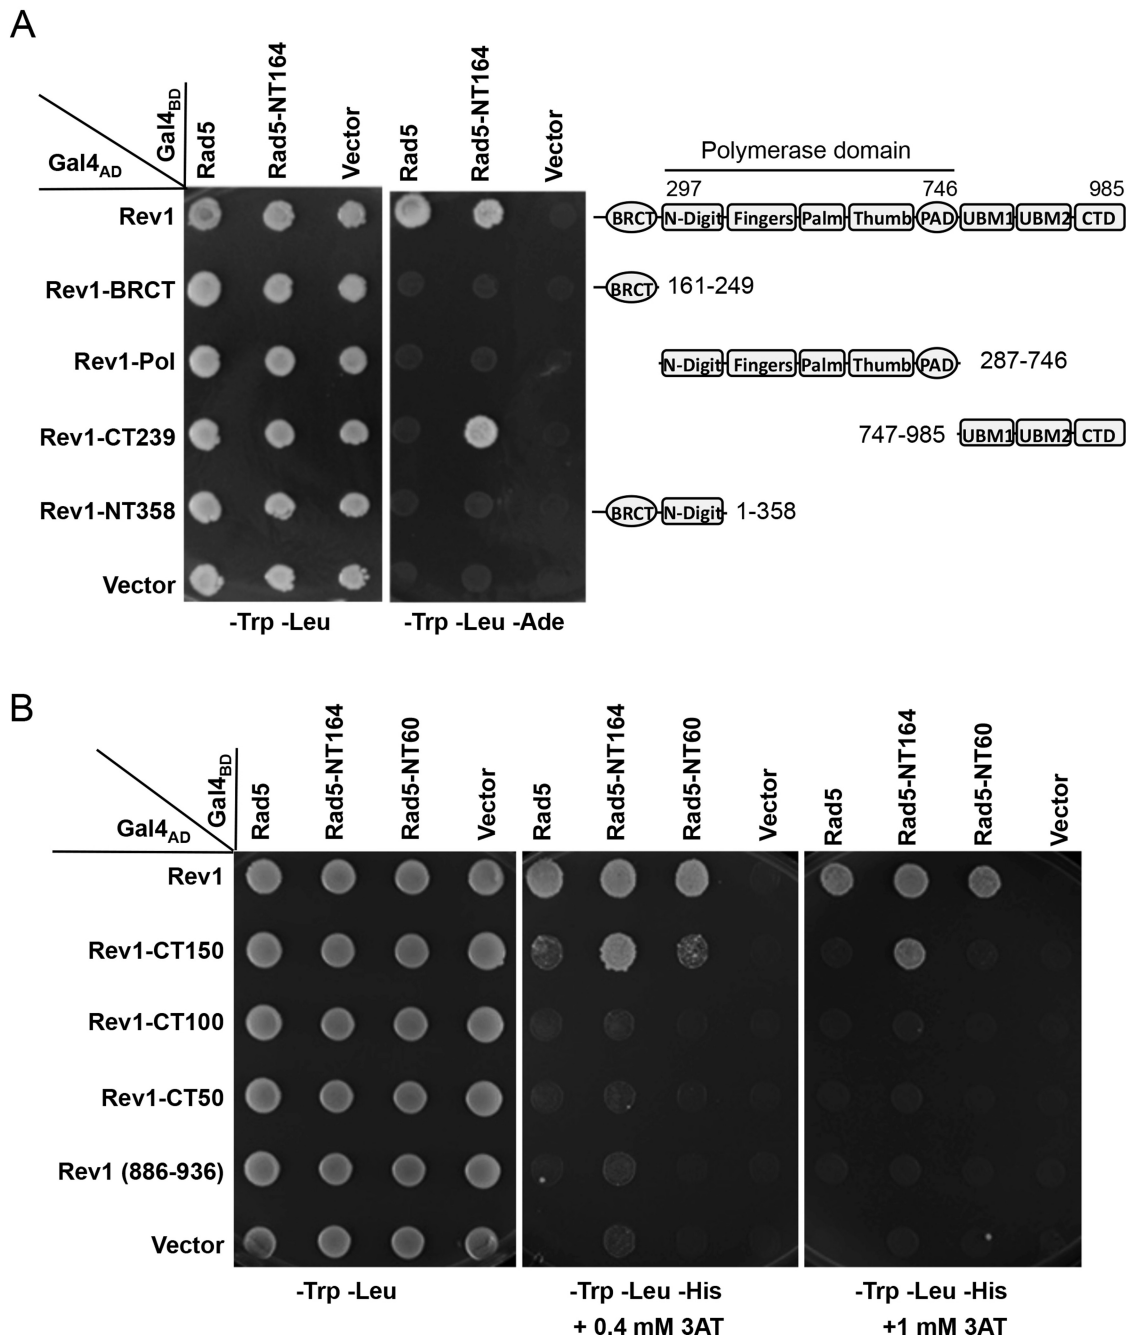 A
Gal4AD
Gal4BD
Rad5
Rad5-NT164
Vector
Rad5
Rad5-NT164
Vector
Polymerase domain
297 746 985
Rev1
BRCT N-Digit Fingers Palm Thumb PAD UBM1 UBM2 CTD
Rev1-BRCT
BRCT 161-249
Rev1-Pol
N-Digit Fingers Palm Thumb PAD 287-746
Rev1-CT239
747-985 UBM1 UBM2 CTD
Rev1-NT358
BRCT N-Digit 1-358
Vector
-Trp -Leu
-Trp -Leu -Ade
B
Gal4AD
Gal4BD
Rad5
Rad5-NT164
Rad5-NT60
Vector
Rad5
Rad5-NT164
Rad5-NT60
Vector
Rad5
Rad5-NT164
Rad5-NT60
Vector
Rev1
Rev1-CT150
Rev1-CT100
Rev1-CT50
Rev1 (886-936)
Vector
-Trp -Leu
-Trp -Leu -His
+ 0.4 mM 3AT
-Trp -Leu -His
+1 mM 3AT